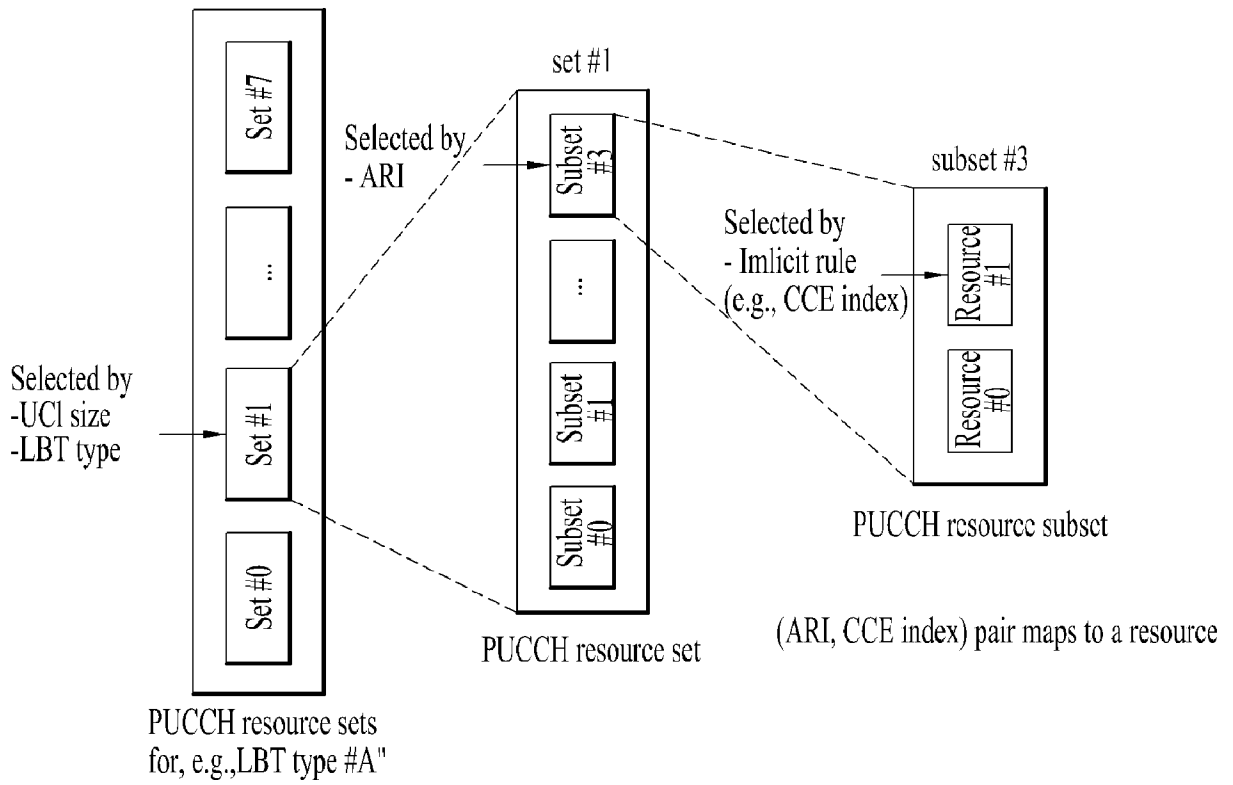 Set #7
...
Selected by
-UCl size
-LBT type
Set #1
Set #0
PUCCH resource sets
for, e.g.,LBT type #A"
set #1
Selected by
- ARI
Subset
#3
...
Subset
#1
Subset
#0
PUCCH resource set
subset #3
Selected by
- Imlicit rule
(e.g., CCE index)
Resource
#1
Resource
#0
PUCCH resource subset
(ARI, CCE index) pair maps to a resource